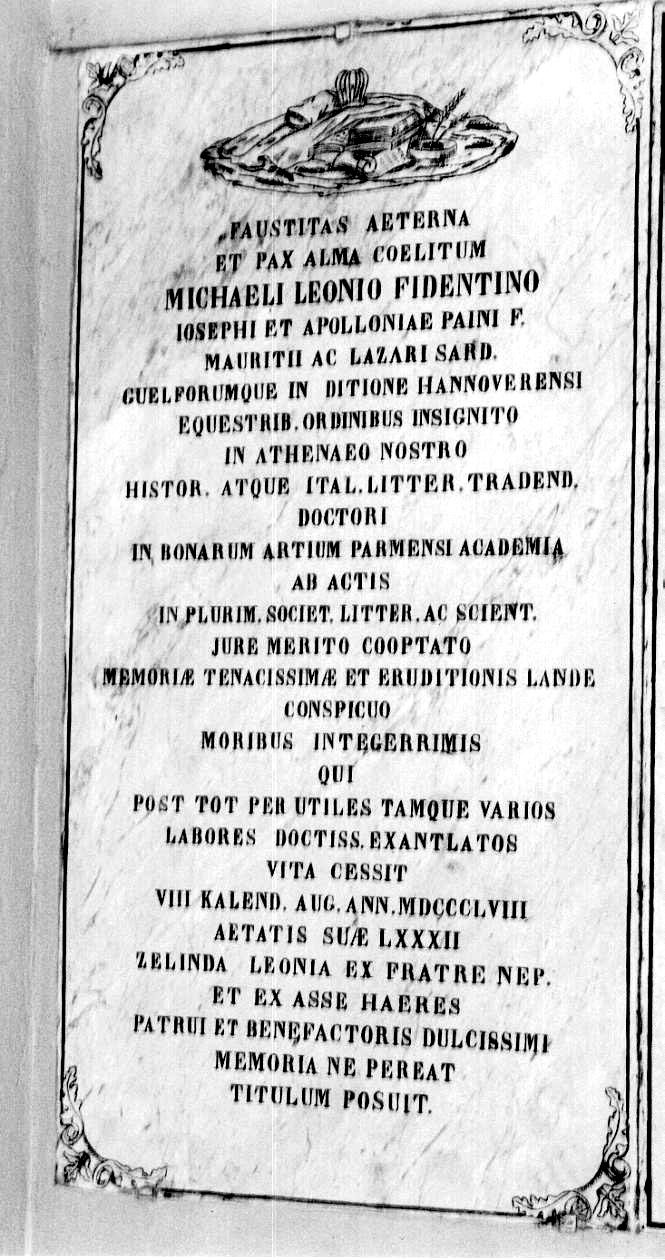 FAUSTITAS AETERNA
ET PAX ALMA COELITUM
MICHAELI LEONIO FIDENTINO
IOSEPHI ET APOLLONIAE PAINI F.
MAURITII AC LAZARI SARD.
GUELFORUMQUE IN DITIONE HANNOVERENSI
EQUESTRIB. ORDINIBUS INSIGNITO
IN ATHENAEO NOSTRO
HISTOR. ATQUE ITAL. LITTER. TRADEND.
DOCTORI
IN BONARUM ARTIUM PARMENSI ACADEMIA
AB ACTIS
IN PLURIM. SOCIET. LITTER. AC SCIENT.
JURE MERITO COOPTATO
MEMORIÆ TENACISSIMÆ ET ERUDITIONIS LANDE
CONSPICUO
MORIBUS INTEGERRIMIS
QUI
POST TOT PER UTILES TAMQUE VARIOS
LABORES DOCTISS. EXANTLATOS
VITA CESSIT
VIII KALEND. AUG. ANN. MDCCCLVIII
AETATIS SUÆ LXXXII
ZELINDA LEONIA EX FRATRE NEP.
ET EX ASSE HAERES
PATRUI ET BENEFACTORIS DULCISSIMI
MEMORIA NE PEREAT
TITULUM POSUIT.